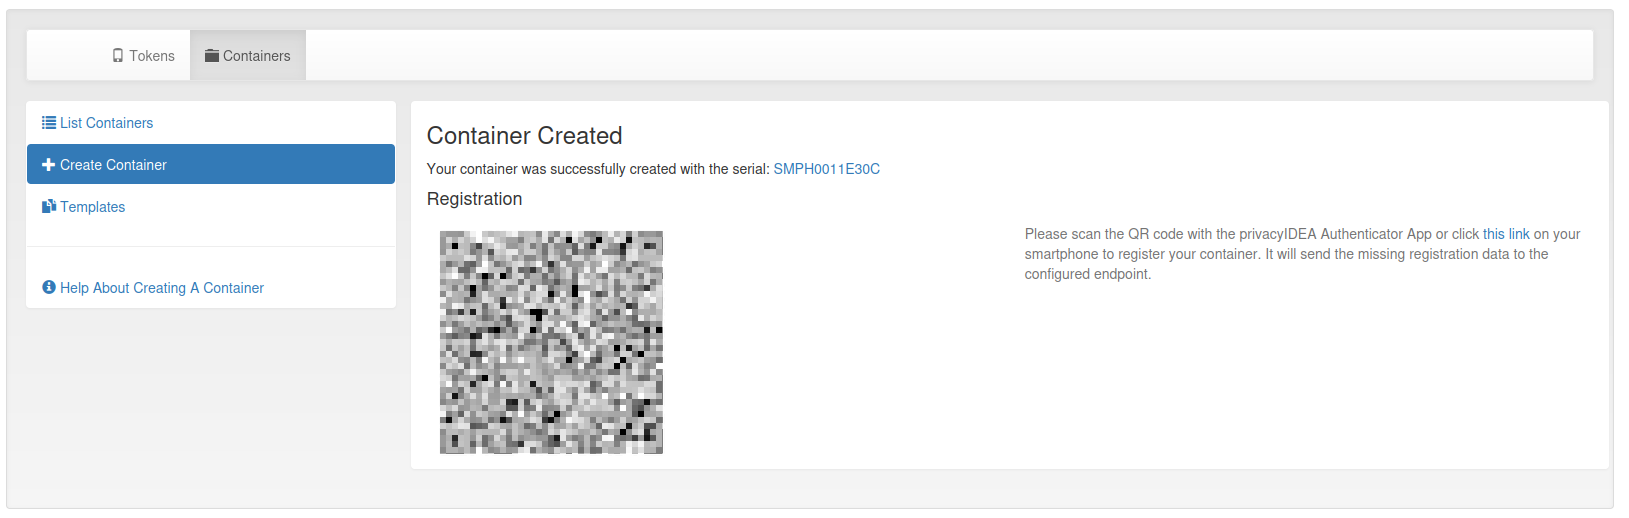 Tokens
Containers
List Containers
Create Container
Templates
Help About Creating A Container
Container Created
Your container was successfully created with the serial: SMPH0011E30C
Registration
Please scan the QR code with the privacyIDEA Authenticator App or click this link on your
smartphone to register your container. It will send the missing registration data to the
configured endpoint.